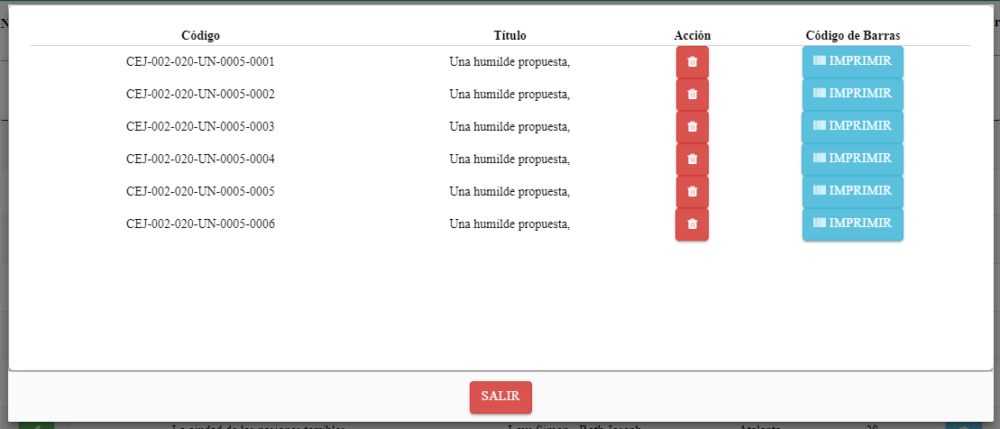 Código Título Acción Código de Barras
CEJ-002-020-UN-0005-0001 Una humilde propuesta, IMPRIMIR
CEJ-002-020-UN-0005-0002 Una humilde propuesta, IMPRIMIR
CEJ-002-020-UN-0005-0003 Una humilde propuesta, IMPRIMIR
CEJ-002-020-UN-0005-0004 Una humilde propuesta, IMPRIMIR
CEJ-002-020-UN-0005-0005 Una humilde propuesta, IMPRIMIR
CEJ-002-020-UN-0005-0006 Una humilde propuesta, IMPRIMIR
SALIR